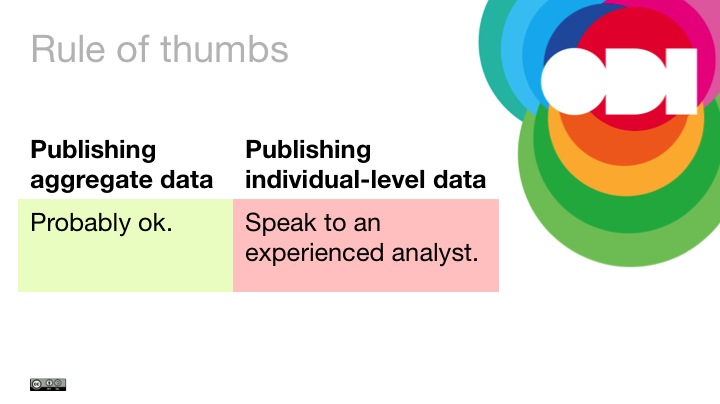 Rule of thumbs
ODI
Publishing
aggregate data
Publishing
individual-level data
Probably ok.
Speak to an
experienced analyst.